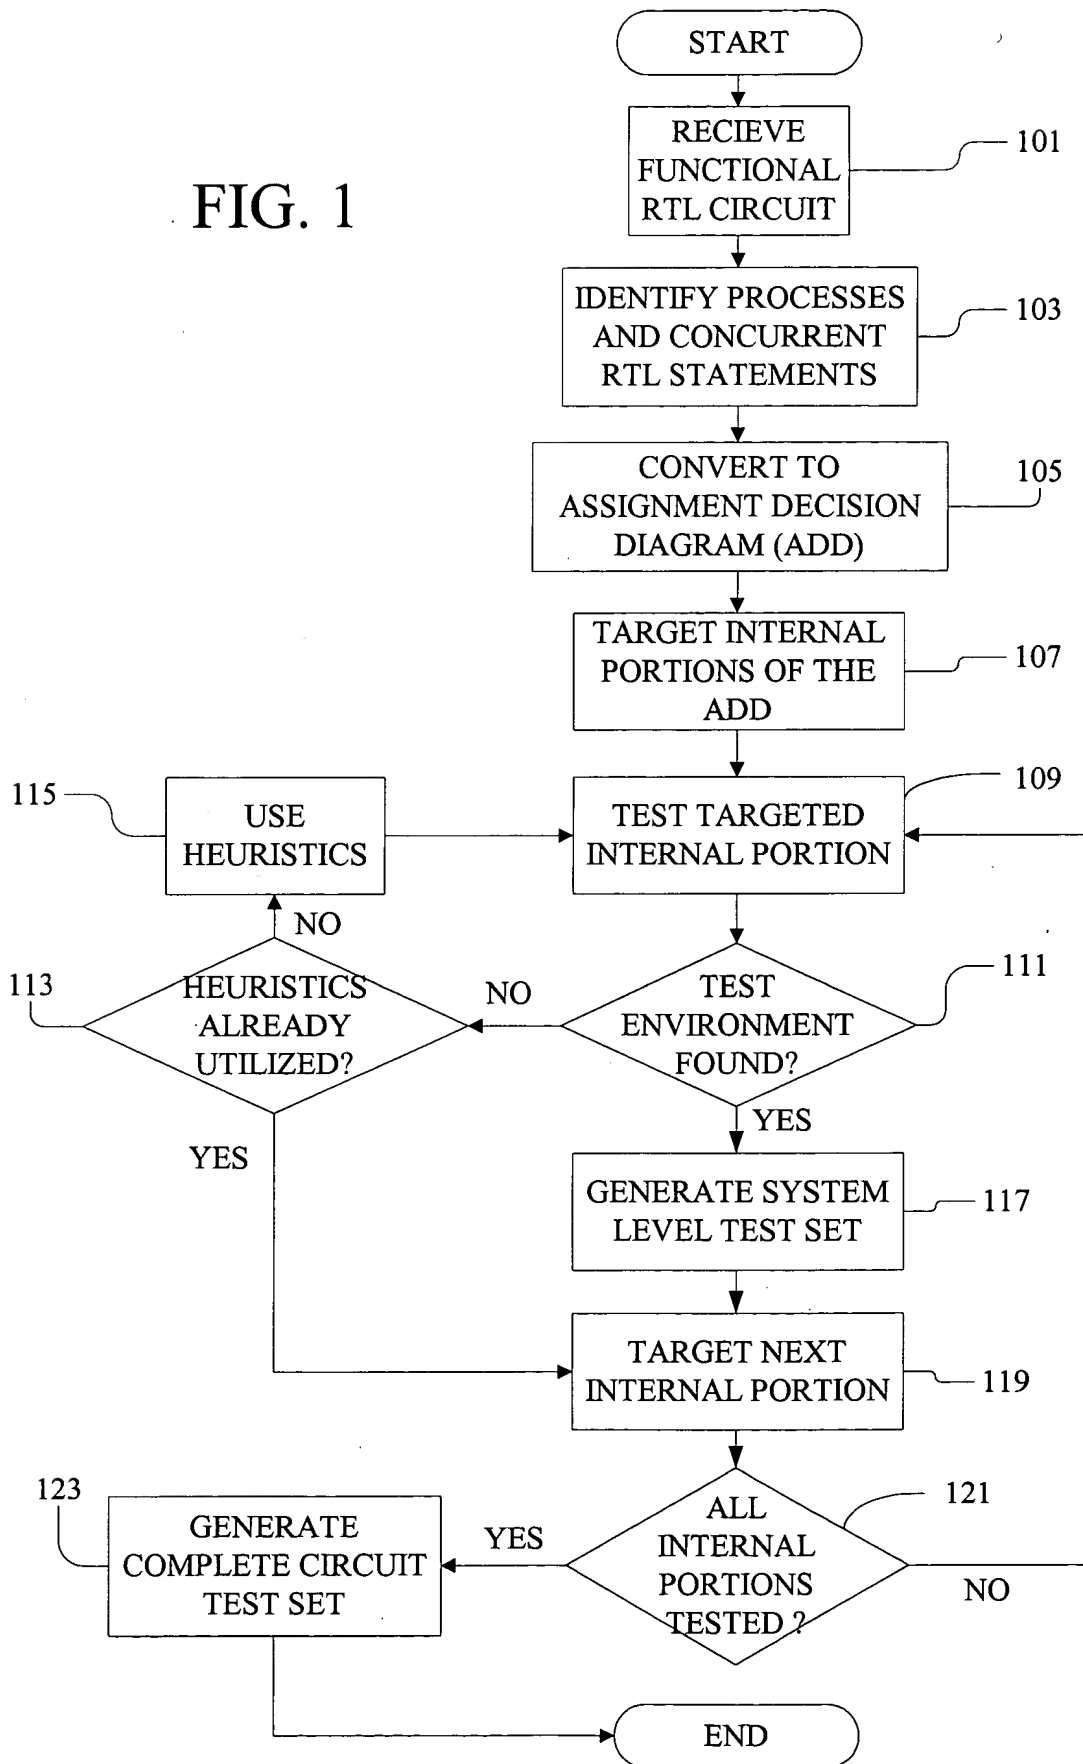 START
RECIEVE
FUNCTIONAL
RTL CIRCUIT
101
FIG. 1
IDENTIFY PROCESSES
AND CONCURRENT
RTL STATEMENTS
103
CONVERT TO
ASSIGNMENT DECISION
DIAGRAM (ADD)
105
TARGET INTERNAL
PORTIONS OF THE
ADD
107
115
USE
HEURISTICS
TEST TARGETED
INTERNAL PORTION
109
NO
113
HEURISTICS
ALREADY
UTILIZED?
NO
TEST
ENVIRONMENT
FOUND?
111
YES
YES
GENERATE SYSTEM
LEVEL TEST SET
117
TARGET NEXT
INTERNAL PORTION
119
123
GENERATE
COMPLETE CIRCUIT
TEST SET
YES
ALL
INTERNAL
PORTIONS
TESTED ?
121
NO
END